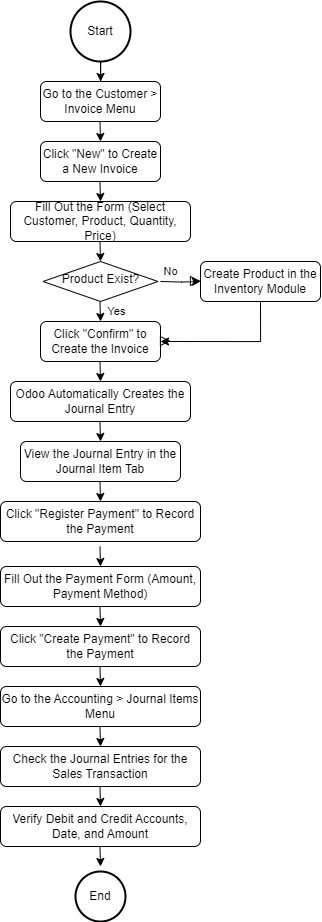 Start
Go to the Customer >
Invoice Menu
Click "New" to Create
a New Invoice
Fill Out the Form (Select
Customer, Product, Quantity,
Price)
Product Exist?
No
Create Product in the
Inventory Module
Yes
Click "Confirm" to
Create the Invoice
Odoo Automatically Creates the
Journal Entry
View the Journal Entry in the
Journal Item Tab
Click "Register Payment" to Record
the Payment
Fill Out the Payment Form (Amount,
Payment Method)
Click "Create Payment" to Record
the Payment
Go to the Accounting > Journal Items
Menu
Check the Journal Entries for the
Sales Transaction
Verify Debit and Credit Accounts,
Date, and Amount
End